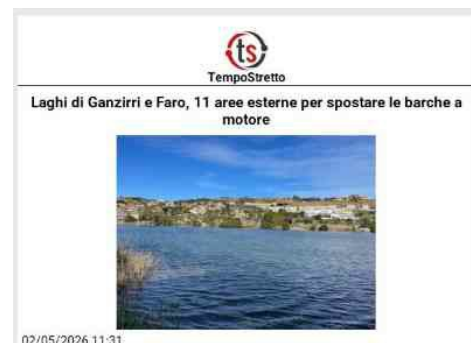 ts
TempoStretto
Laghi di Ganzirri e Faro, 11 aree esterne per spostare le barche a
motore
02/05/2026 11:31